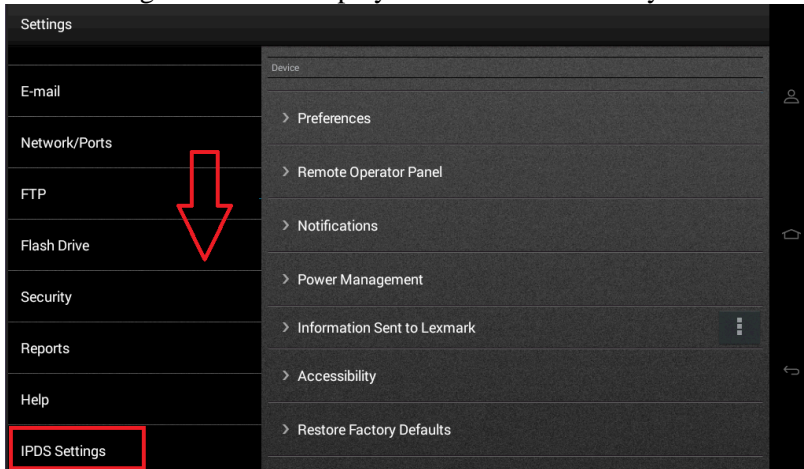 Settings
E-mail
Network/Ports
FTP
Flash Drive
Security
Reports
Help
IPDS Settings
Device
Preferences
Remote Operator Panel
Notifications
Power Management
Information Sent to Lexmark
Accessibility
Restore Factory Defaults